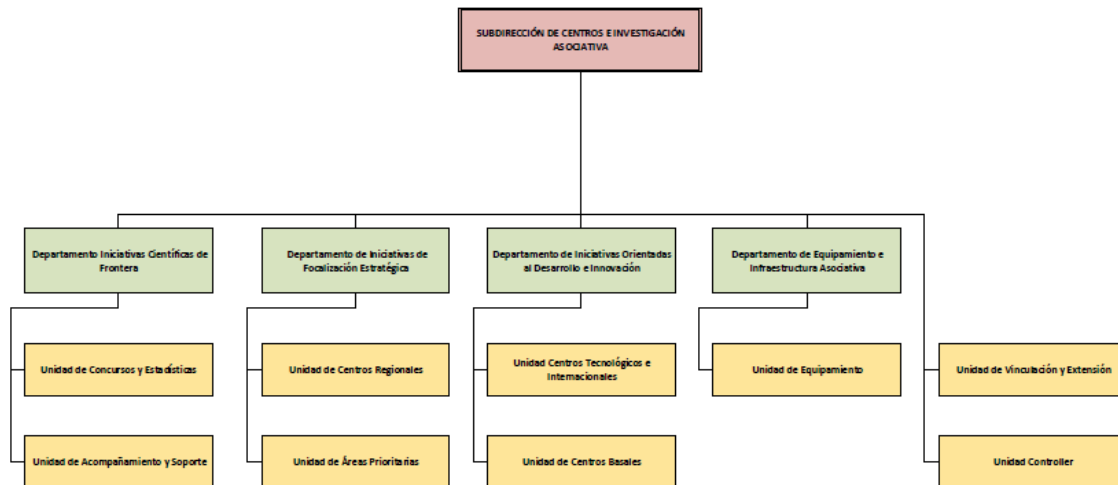 SUBDIRECCIÓN DE CENTROS E INVESTIGACIÓN
ASOCIATIVA
Departamento Iniciativas Científicas de
Frontera
Departamento de Iniciativas de
Focalización Estratégica
Departamento de Iniciativas Orientadas
al Desarrollo e Innovación
Departamento de Equipamiento e
Infraestructura Asociativa
Unidad de Concursos y Estadísticas
Unidad de Centros Regionales
Unidad Centros Tecnológicos e
Internacionales
Unidad de Equipamiento
Unidad de Vinculación y Extensión
Unidad de Acompañamiento y Soporte
Unidad de Áreas Prioritarias
Unidad de Centros Basales
Unidad Controller